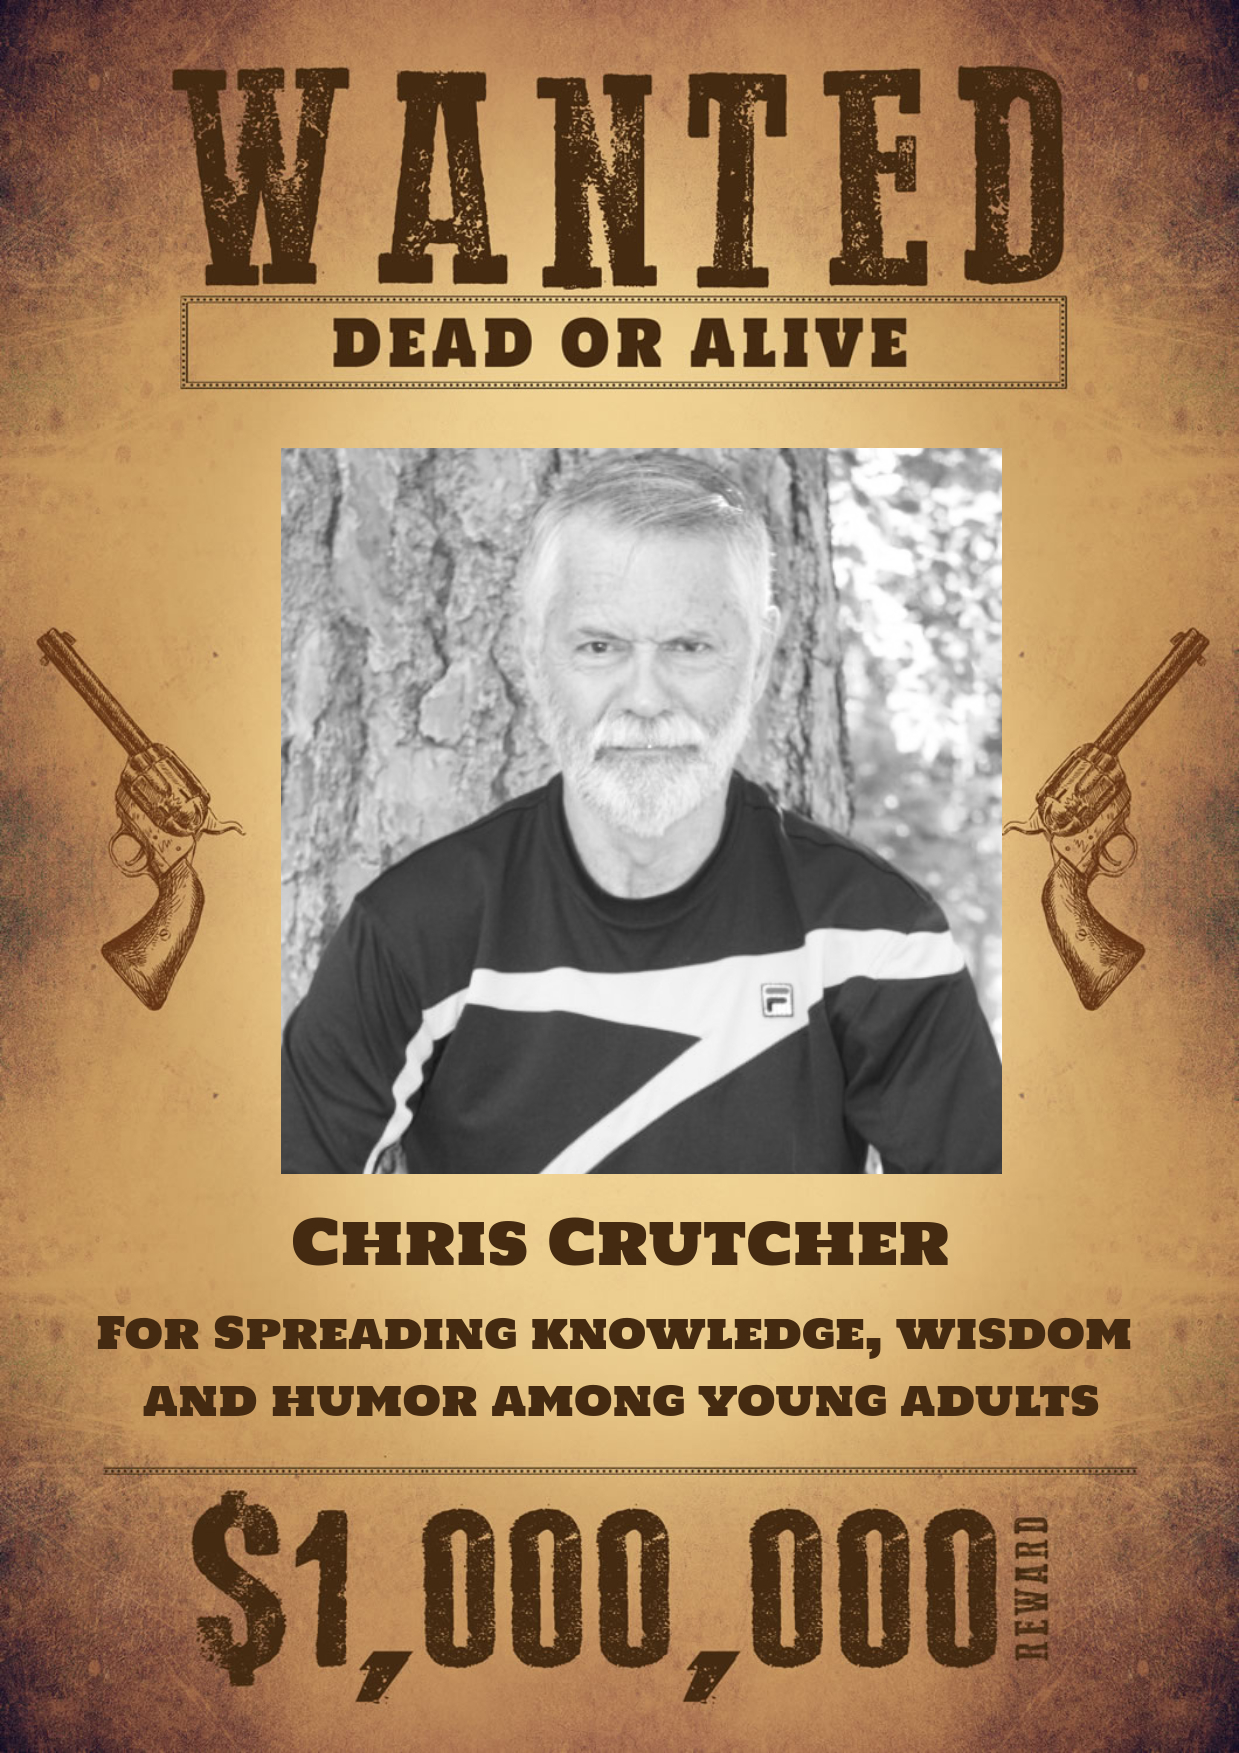 WANTED
DEAD OR ALIVE
CHRIS CRUTCHER
FOR SPREADING KNOWLEDGE, WISDOM
AND HUMOR AMONG YOUNG ADULTS
$1,000,000
REWARD